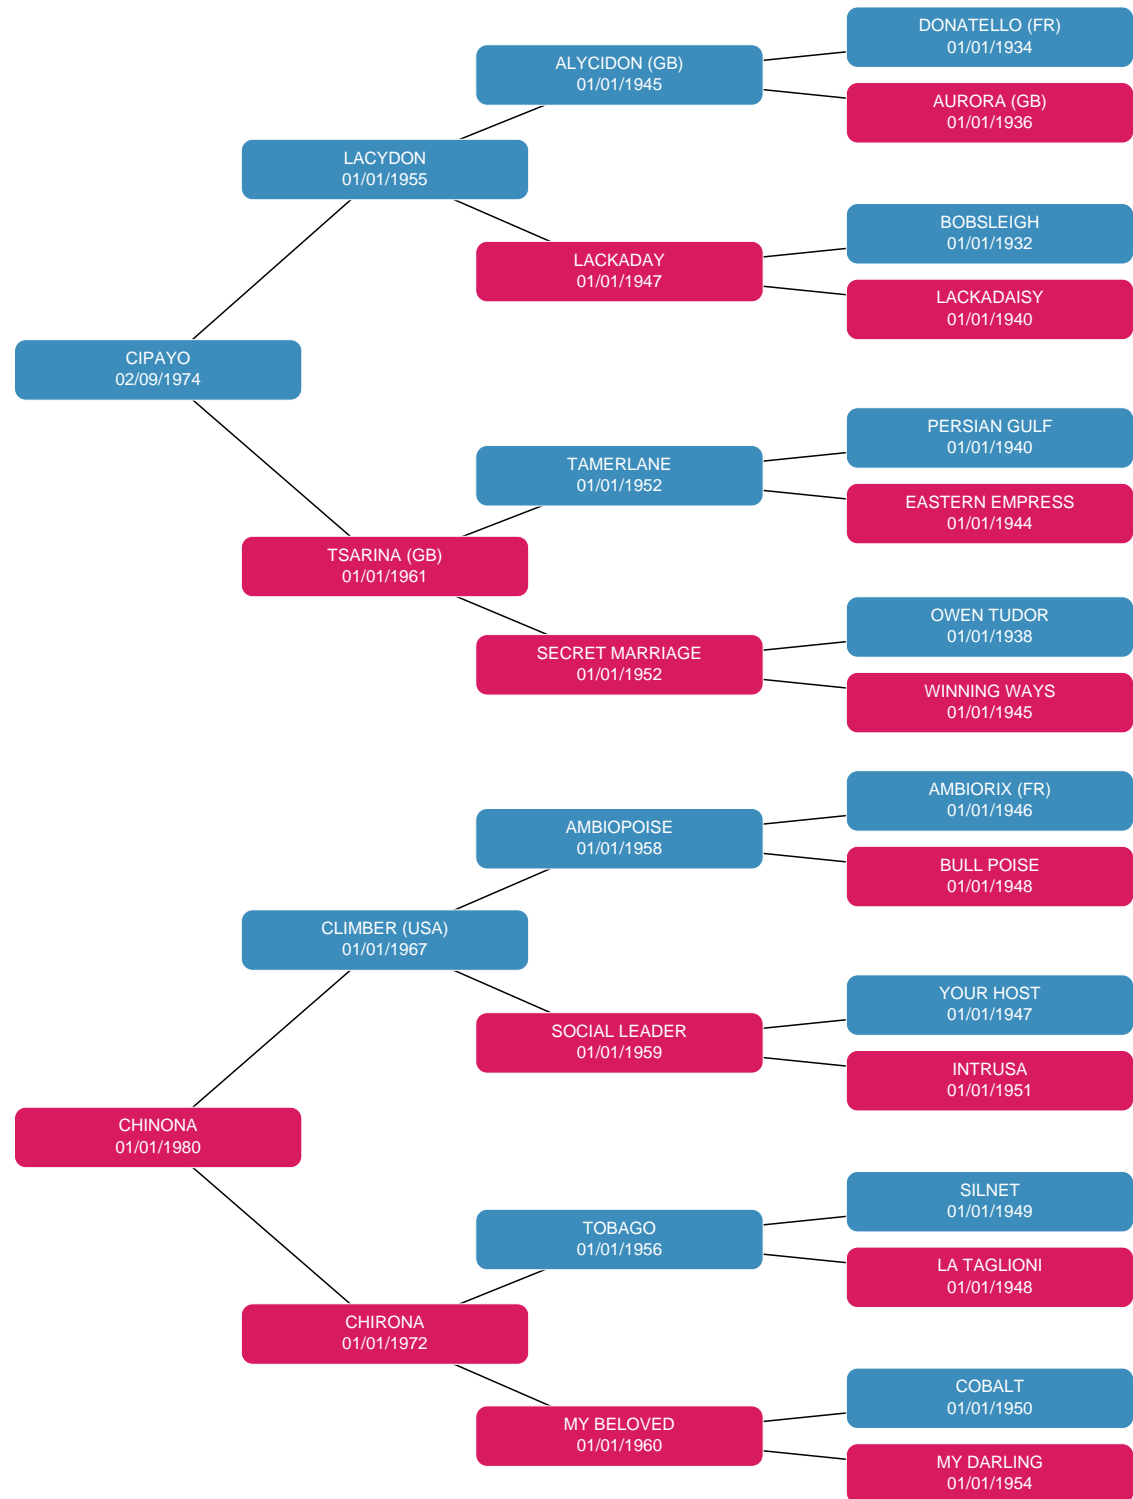 DONATELLO (FR)
01/01/1934
ALYCIDON (GB)
01/01/1945
AURORA (GB)
01/01/1936
LACYDON
01/01/1955
BOBSLEIGH
01/01/1932
LACKADAY
01/01/1947
LACKADAISY
01/01/1940
CIPAYO
02/09/1974
PERSIAN GULF
01/01/1940
TAMERLANE
01/01/1952
EASTERN EMPRESS
01/01/1944
TSARINA (GB)
01/01/1961
OWEN TUDOR
01/01/1938
SECRET MARRIAGE
01/01/1952
WINNING WAYS
01/01/1945
AMBIORIX (FR)
01/01/1946
AMBIOPOISE
01/01/1958
BULL POISE
01/01/1948
CLIMBER (USA)
01/01/1967
YOUR HOST
01/01/1947
SOCIAL LEADER
01/01/1959
INTRUSA
01/01/1951
CHINONA
01/01/1980
SILNET
01/01/1949
TOBAGO
01/01/1956
LA TAGLIONI
01/01/1948
CHIRONA
01/01/1972
COBALT
01/01/1950
MY BELOVED
01/01/1960
MY DARLING
01/01/1954